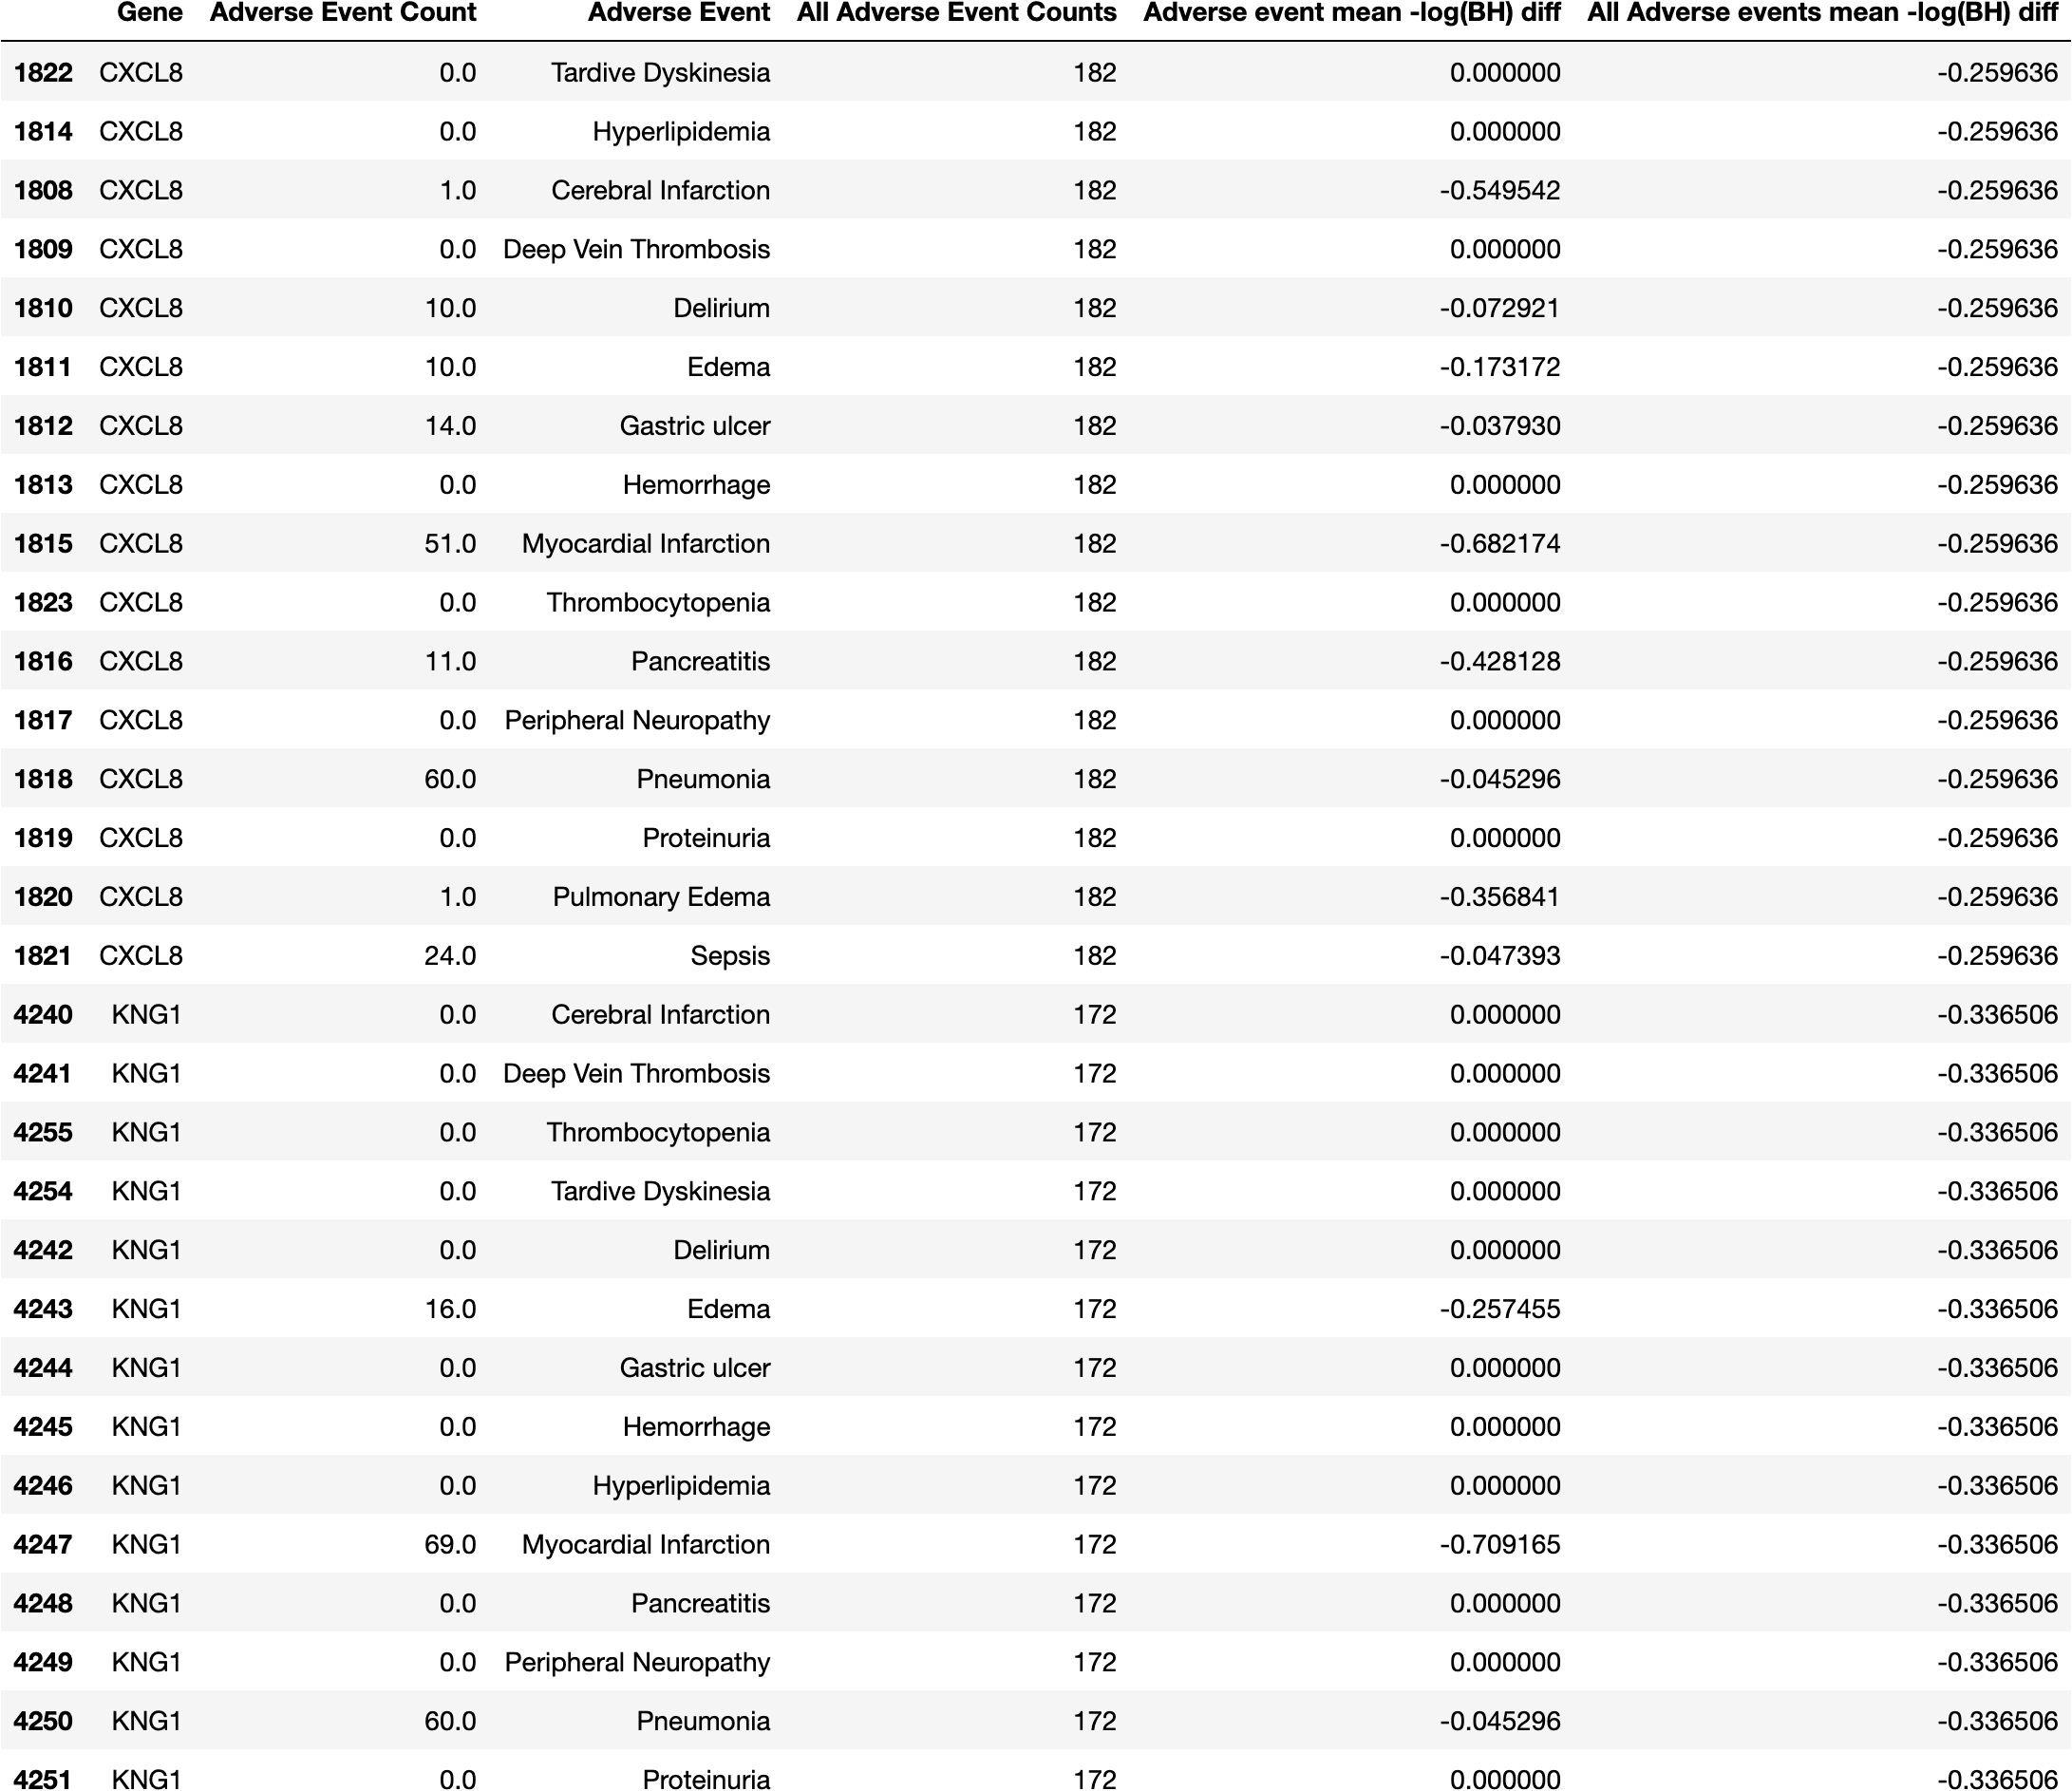 Gene Adverse Event Count Adverse Event All Adverse Event Counts Adverse event mean -log(BH) diff All Adverse events mean -log(BH) diff
1822 CXCL8 0.0 Tardive Dyskinesia 182 0.000000 -0.259636
1814 CXCL8 0.0 Hyperlipidemia 182 0.000000 -0.259636
1808 CXCL8 1.0 Cerebral Infarction 182 -0.549542 -0.259636
1809 CXCL8 0.0 Deep Vein Thrombosis 182 0.000000 -0.259636
1810 CXCL8 10.0 Delirium 182 -0.072921 -0.259636
1811 CXCL8 10.0 Edema 182 -0.173172 -0.259636
1812 CXCL8 14.0 Gastric ulcer 182 -0.037930 -0.259636
1813 CXCL8 0.0 Hemorrhage 182 0.000000 -0.259636
1815 CXCL8 51.0 Myocardial Infarction 182 -0.682174 -0.259636
1823 CXCL8 0.0 Thrombocytopenia 182 0.000000 -0.259636
1816 CXCL8 11.0 Pancreatitis 182 -0.428128 -0.259636
1817 CXCL8 0.0 Peripheral Neuropathy 182 0.000000 -0.259636
1818 CXCL8 60.0 Pneumonia 182 -0.045296 -0.259636
1819 CXCL8 0.0 Proteinuria 182 0.000000 -0.259636
1820 CXCL8 1.0 Pulmonary Edema 182 -0.356841 -0.259636
1821 CXCL8 24.0 Sepsis 182 -0.047393 -0.259636
4240 KNG1 0.0 Cerebral Infarction 172 0.000000 -0.336506
4241 KNG1 0.0 Deep Vein Thrombosis 172 0.000000 -0.336506
4255 KNG1 0.0 Thrombocytopenia 172 0.000000 -0.336506
4254 KNG1 0.0 Tardive Dyskinesia 172 0.000000 -0.336506
4242 KNG1 0.0 Delirium 172 0.000000 -0.336506
4243 KNG1 16.0 Edema 172 -0.257455 -0.336506
4244 KNG1 0.0 Gastric ulcer 172 0.000000 -0.336506
4245 KNG1 0.0 Hemorrhage 172 0.000000 -0.336506
4246 KNG1 0.0 Hyperlipidemia 172 0.000000 -0.336506
4247 KNG1 69.0 Myocardial Infarction 172 -0.709165 -0.336506
4248 KNG1 0.0 Pancreatitis 172 0.000000 -0.336506
4249 KNG1 0.0 Peripheral Neuropathy 172 0.000000 -0.336506
4250 KNG1 60.0 Pneumonia 172 -0.045296 -0.336506
4251 KNG1 0.0 Proteinuria 172 0.000000 -0.336506